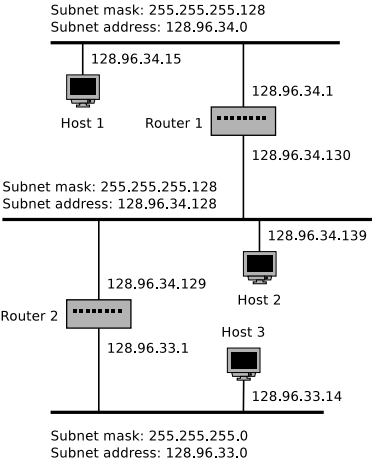 Subnet mask: 255.255.255.128
Subnet address: 128.96.34.0
128.96.34.15
128.96.34.1
Host 1
Router 1
128.96.34.130
Subnet mask: 255.255.255.128
Subnet address: 128.96.34.128
128.96.34.139
128.96.34.129
Host 2
Router 2
Host 3
128.96.33.1
128.96.33.14
Subnet mask: 255.255.255.0
Subnet address: 128.96.33.0